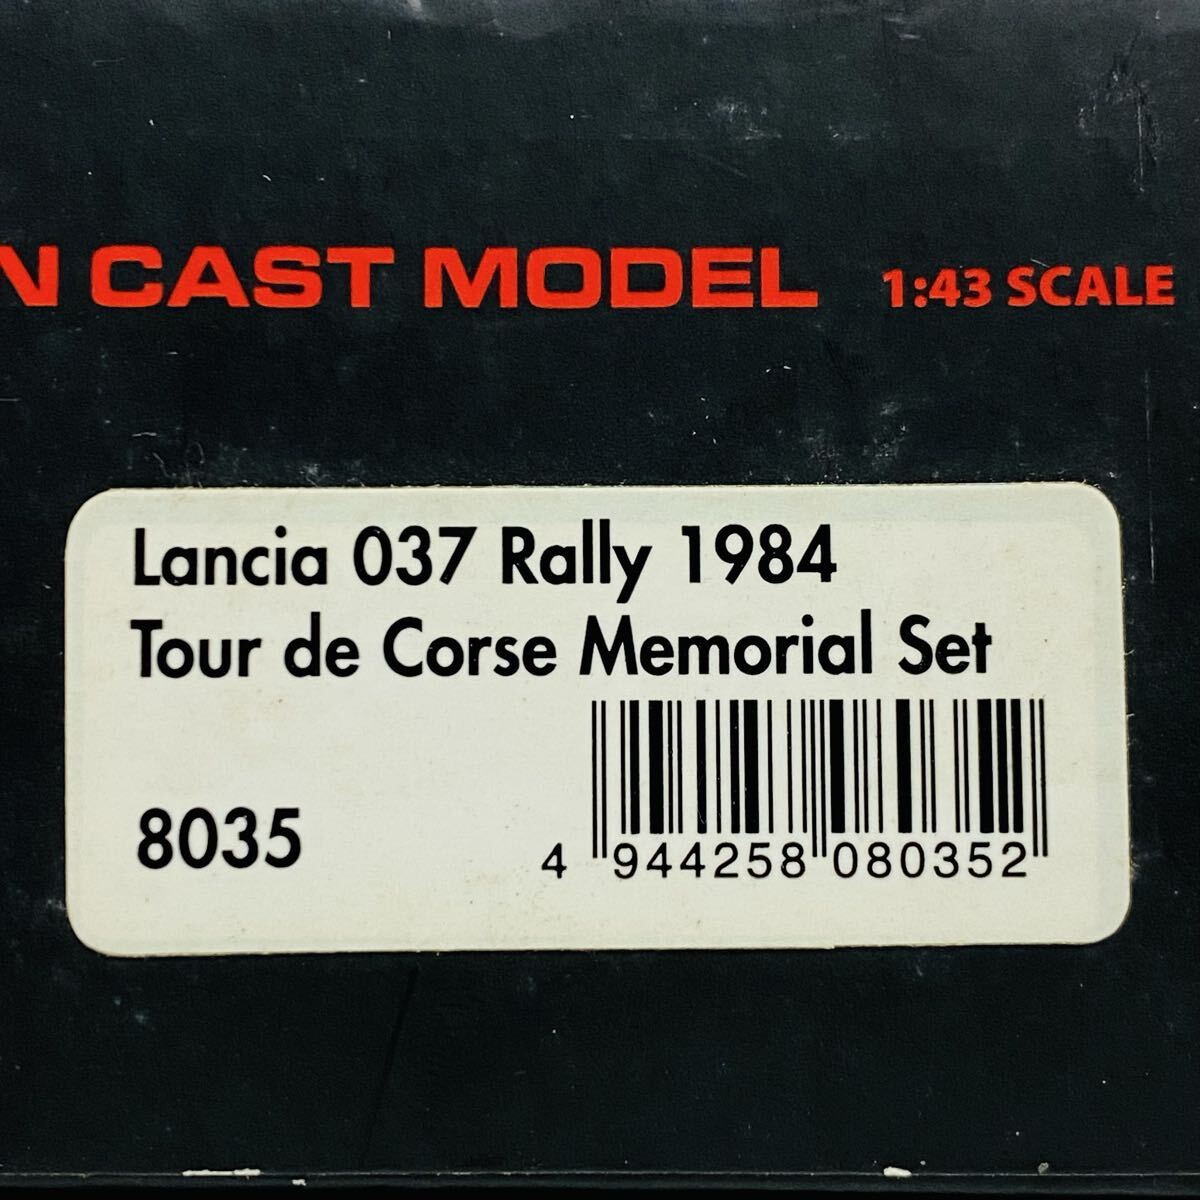 N CAST MODEL 1:43 SCALE
Lancia 037 Rally 1984
Tour de Corse Memorial Set
8035
4 944258 080352